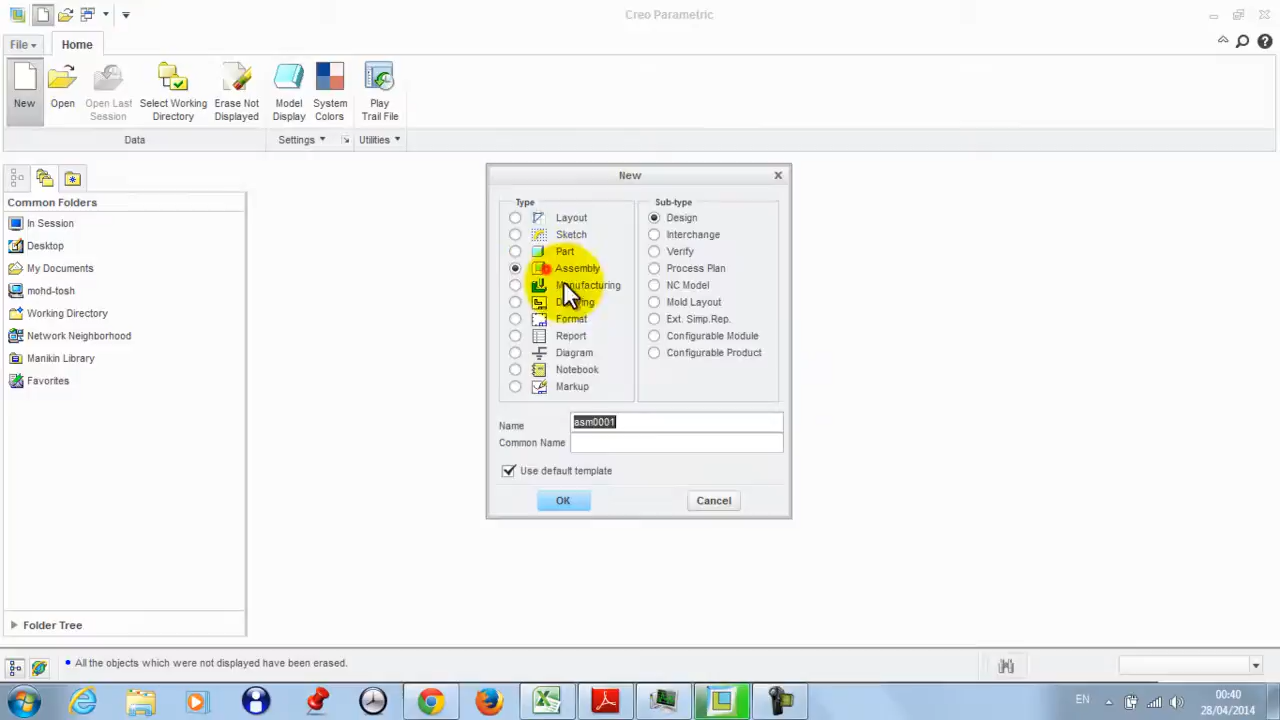 Creo Parametric
File
Home
New
Open
Open Last Session
Select Working Directory
Erase Not Displayed
Model Display
System Colors
Play Trail File
Data
Settings
Utilities
Common Folders
In Session
Desktop
My Documents
mohd-tosh
Working Directory
Network Neighborhood
Manikin Library
Favorites
Folder Tree
New
Type
Layout
Sketch
Part
Assembly
Manufacturing
Drawing
Format
Report
Diagram
Notebook
Markup
Sub-type
Design
Interchange
Verify
Process Plan
NC Model
Mold Layout
Ext. Simp.Rep.
Configurable Module
Configurable Product
Name
asm0001
Common Name
Use default template
OK
Cancel
All the objects which were not displayed have been erased.
EN
00:40
28/04/2014